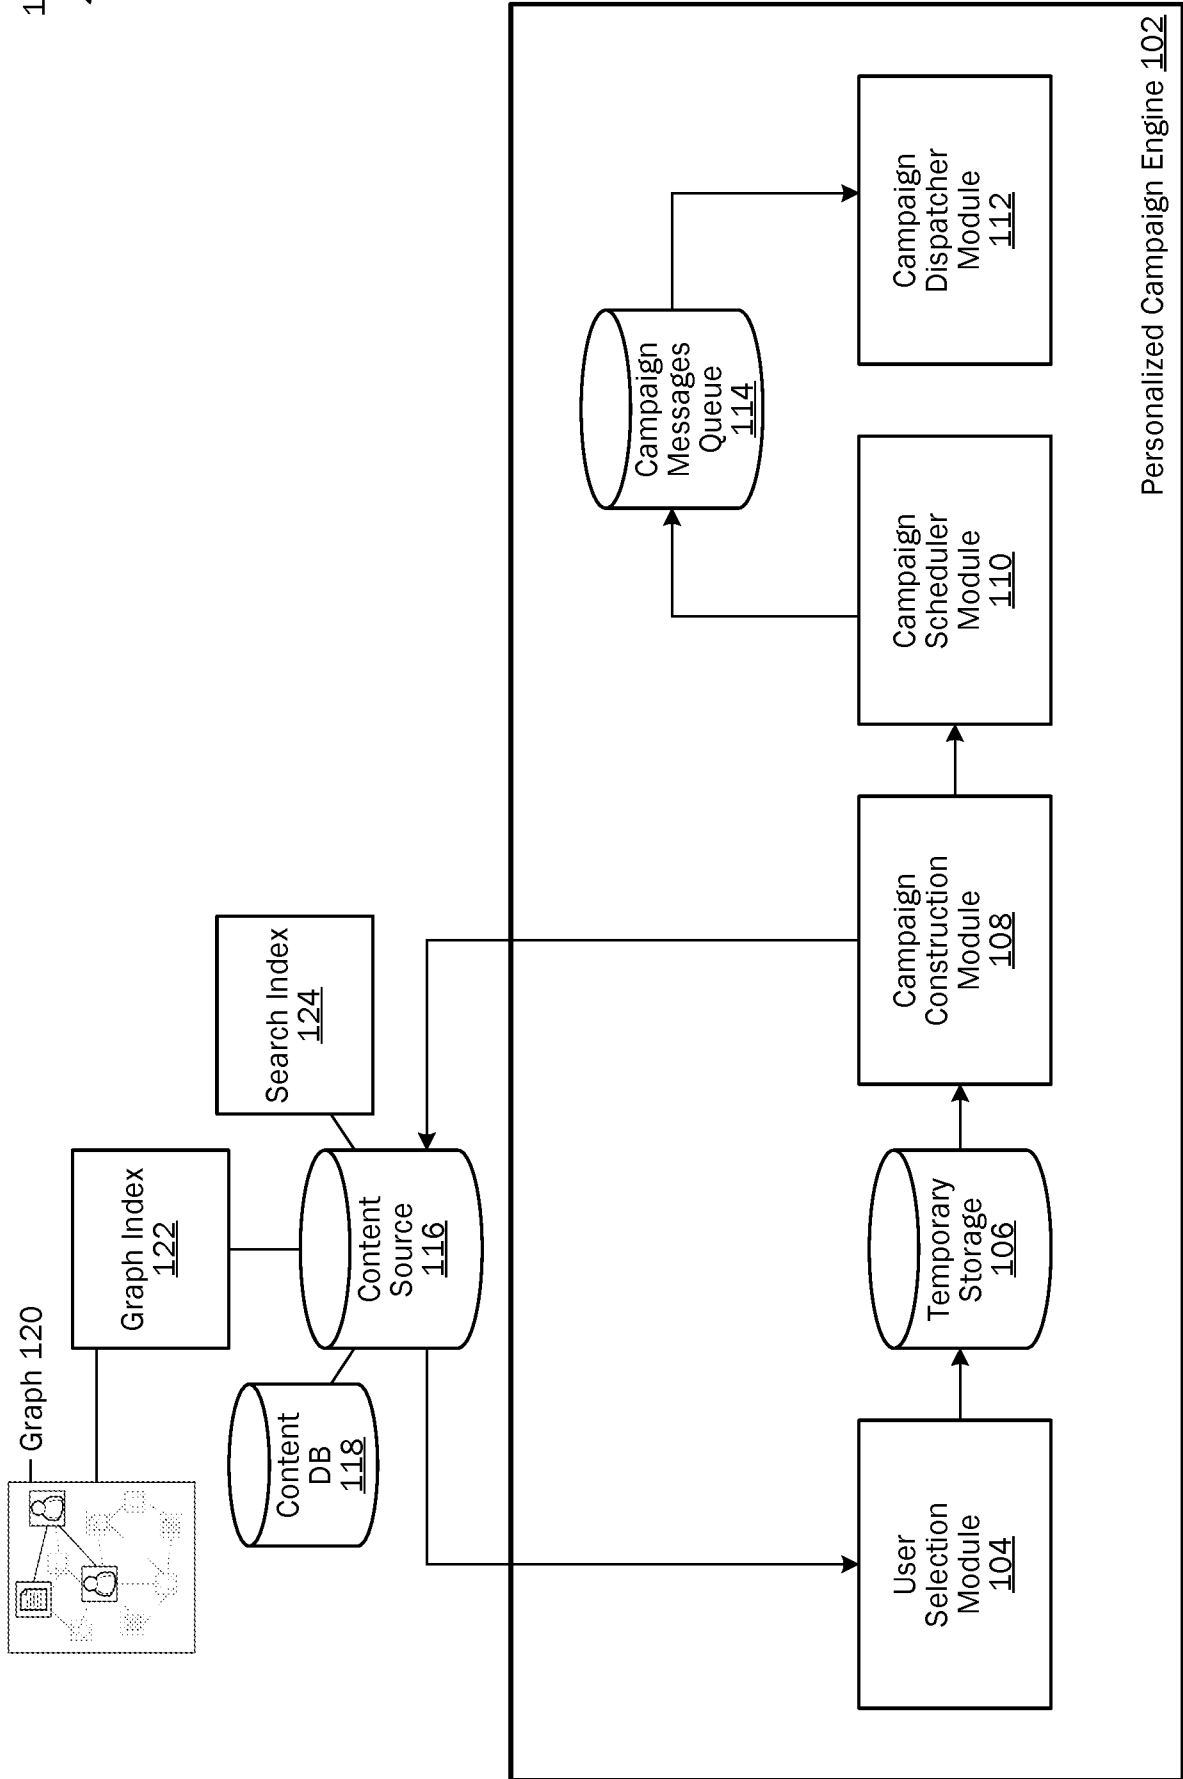 Graph 120
Graph Index
122
Search Index
124
Content
DB
118
Content
Source
116
Campaign
Messages
Queue
114
User
Selection
Module
104
Temporary
Storage
106
Campaign
Construction
Module
108
Campaign
Scheduler
Module
110
Campaign
Dispatcher
Module
112
Personalized Campaign Engine 102